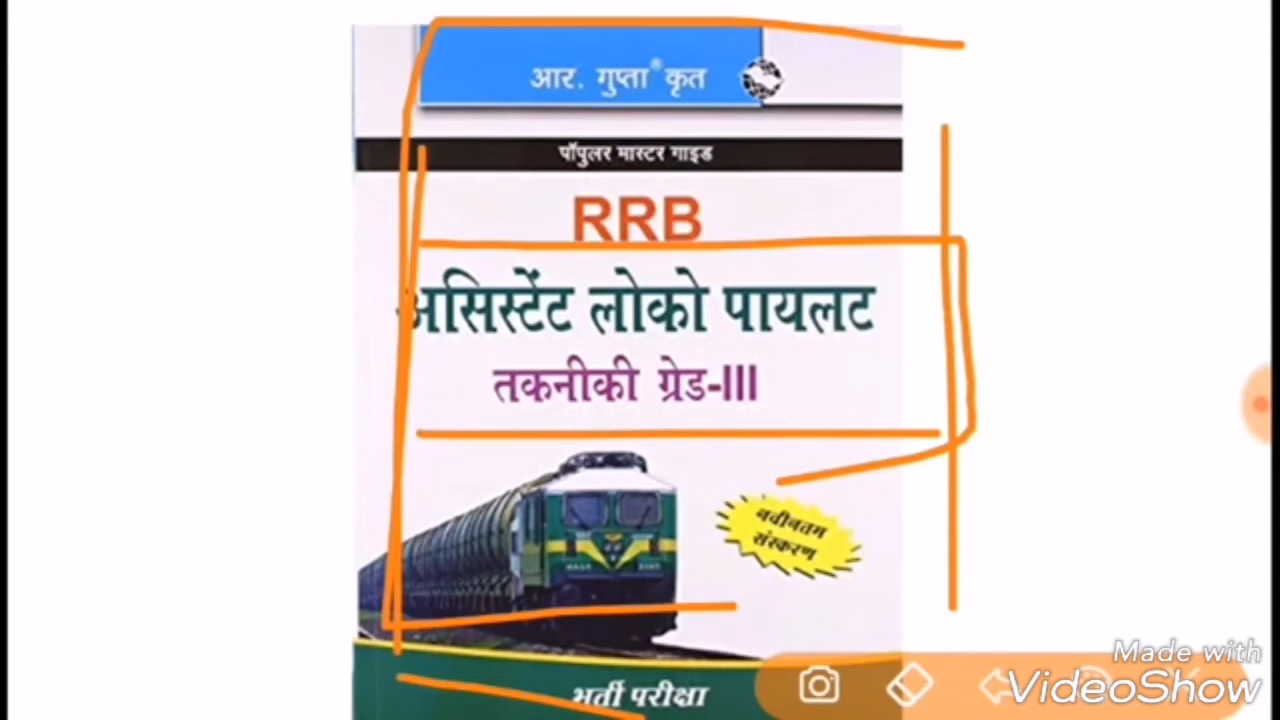 आर. गुप्ता® कृत
पॉपुलर मास्टर गाइड
RRB
असिस्टेंट लोको पायलट
तकनीकी ग्रेड-III
नवीनतम
संस्करण
भर्ती परीक्षा
Made with
VideoShow